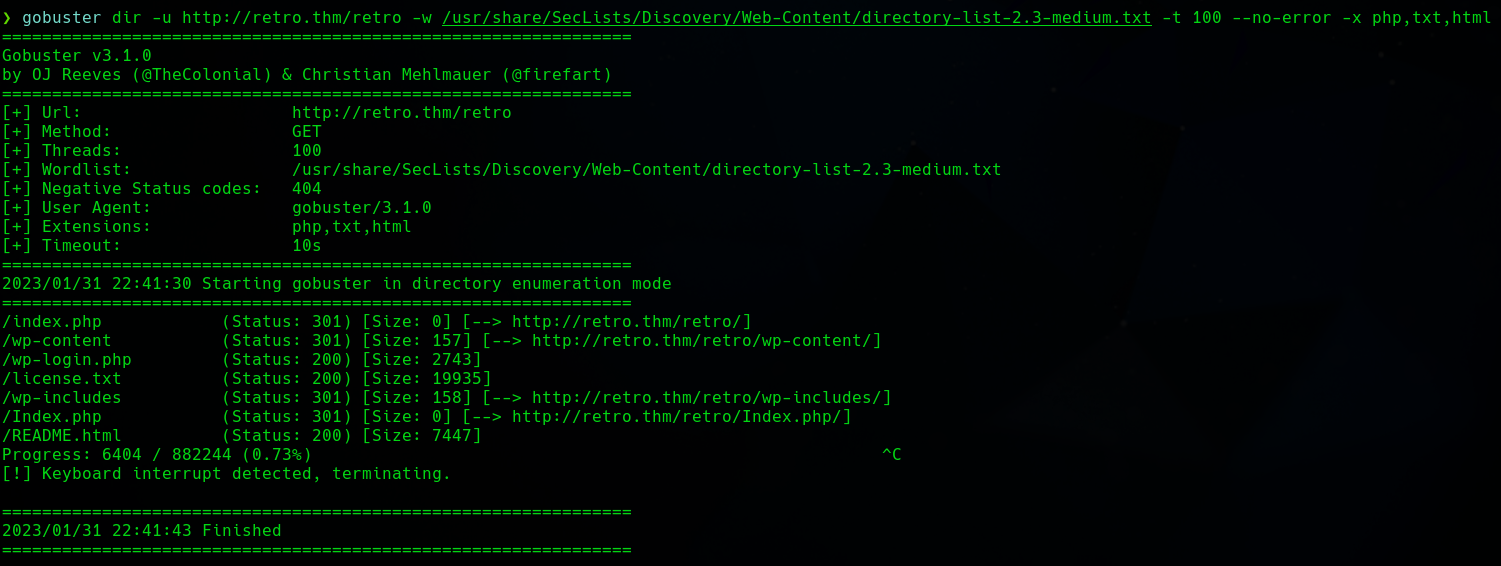 ❯ gobuster dir -u http://retro.thm/retro -w /usr/share/SecLists/Discovery/Web-Content/directory-list-2.3-medium.txt -t 100 --no-error -x php,txt,html
===============================================================
Gobuster v3.1.0
by OJ Reeves (@TheColonial) & Christian Mehlmauer (@firefart)
===============================================================
[+] Url:                     http://retro.thm/retro
[+] Method:                  GET
[+] Threads:                 100
[+] Wordlist:                /usr/share/SecLists/Discovery/Web-Content/directory-list-2.3-medium.txt
[+] Negative Status codes:   404
[+] User Agent:              gobuster/3.1.0
[+] Extensions:              php,txt,html
[+] Timeout:                 10s
===============================================================
2023/01/31 22:41:30 Starting gobuster in directory enumeration mode
===============================================================
/index.php            (Status: 301) [Size: 0] [--> http://retro.thm/retro/]
/wp-content           (Status: 301) [Size: 157] [--> http://retro.thm/retro/wp-content/]
/wp-login.php         (Status: 200) [Size: 2743]
/license.txt          (Status: 200) [Size: 19935]
/wp-includes          (Status: 301) [Size: 158] [--> http://retro.thm/retro/wp-includes/]
/Index.php            (Status: 301) [Size: 0] [--> http://retro.thm/retro/Index.php/]
/README.html          (Status: 200) [Size: 7447]
Progress: 6404 / 882244 (0.73%)                                                         ^C
[!] Keyboard interrupt detected, terminating.
===============================================================
2023/01/31 22:41:43 Finished
===============================================================